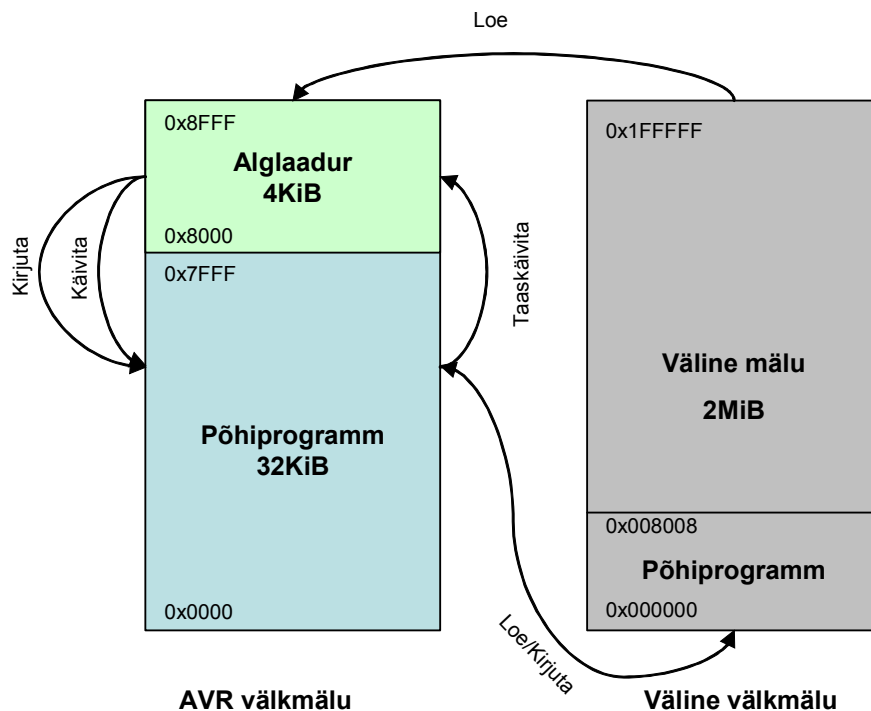 Loe
0x8FFF
Alglaadur
4KiB
0x8000
0x7FFF
Põhiprogramm
32KiB
0x0000
Kirjuta
Käivita
Taaskäivita
Loe/Kirjuta
0x1FFFFF
Väline mälu
2MiB
0x008008
Põhiprogramm
0x000000
AVR välkmälu
Väline välkmälu